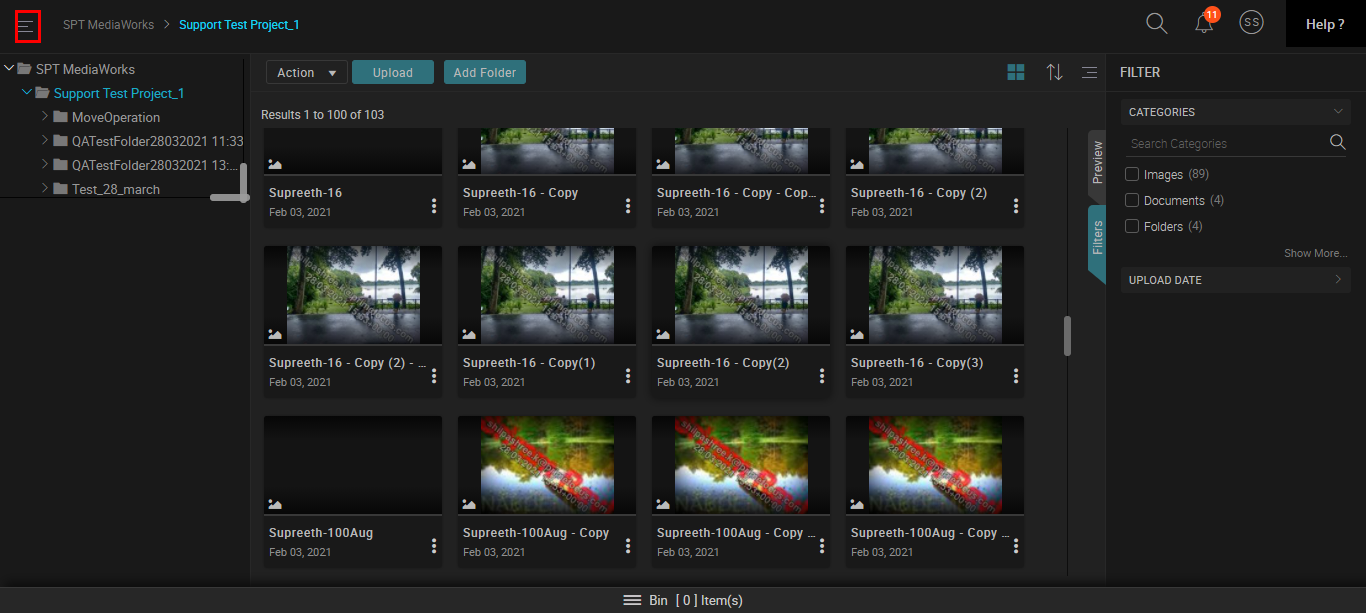 SPT MediaWorks > Support Test Project_1
11
SS
Help ?
SPT MediaWorks
Support Test Project_1
MoveOperation
QATestFolder28032021 11:33
QATestFolder28032021 13:...
Test_28_march
Action Upload Add Folder
Results 1 to 100 of 103
Supreeth-16 Supreeth-16 - Copy Supreeth-16 - Copy - Cop... Supreeth-16 - Copy (2)
Feb 03, 2021 Feb 03, 2021 Feb 03, 2021 Feb 03, 2021
Supreeth-16 - Copy (2) - ... Supreeth-16 - Copy(1) Supreeth-16 - Copy(2) Supreeth-16 - Copy(3)
Feb 03, 2021 Feb 03, 2021 Feb 03, 2021 Feb 03, 2021
Supreeth-100Aug Supreeth-100Aug - Copy Supreeth-100Aug - Copy ... Supreeth-100Aug - Copy ...
Feb 03, 2021 Feb 03, 2021 Feb 03, 2021 Feb 03, 2021
Preview
Filters
FILTER
CATEGORIES
Search Categories
Images (89)
Documents (4)
Folders (4)
Show More...
UPLOAD DATE
Bin [ 0 ] Item(s)